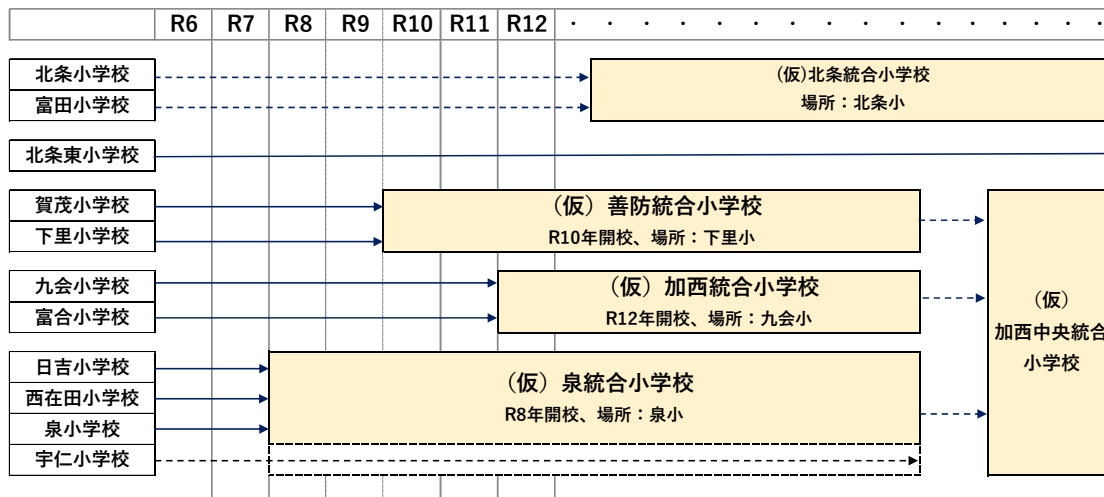 R6 R7 R8 R9 R10 R11 R12 ・ ・ ・ ・ ・ ・ ・ ・ ・ ・ ・ ・ ・ ・ ・ ・ ・ ・
北条小学校
富田小学校
(仮)北条統合小学校
場所：北条小
北条東小学校
賀茂小学校
下里小学校
（仮）善防統合小学校
R10年開校、場所：下里小
九会小学校
富合小学校
（仮）加西統合小学校
R12年開校、場所：九会小
日吉小学校
西在田小学校
泉小学校
宇仁小学校
（仮）泉統合小学校
R8年開校、場所：泉小
（仮）
加西中央統合
小学校